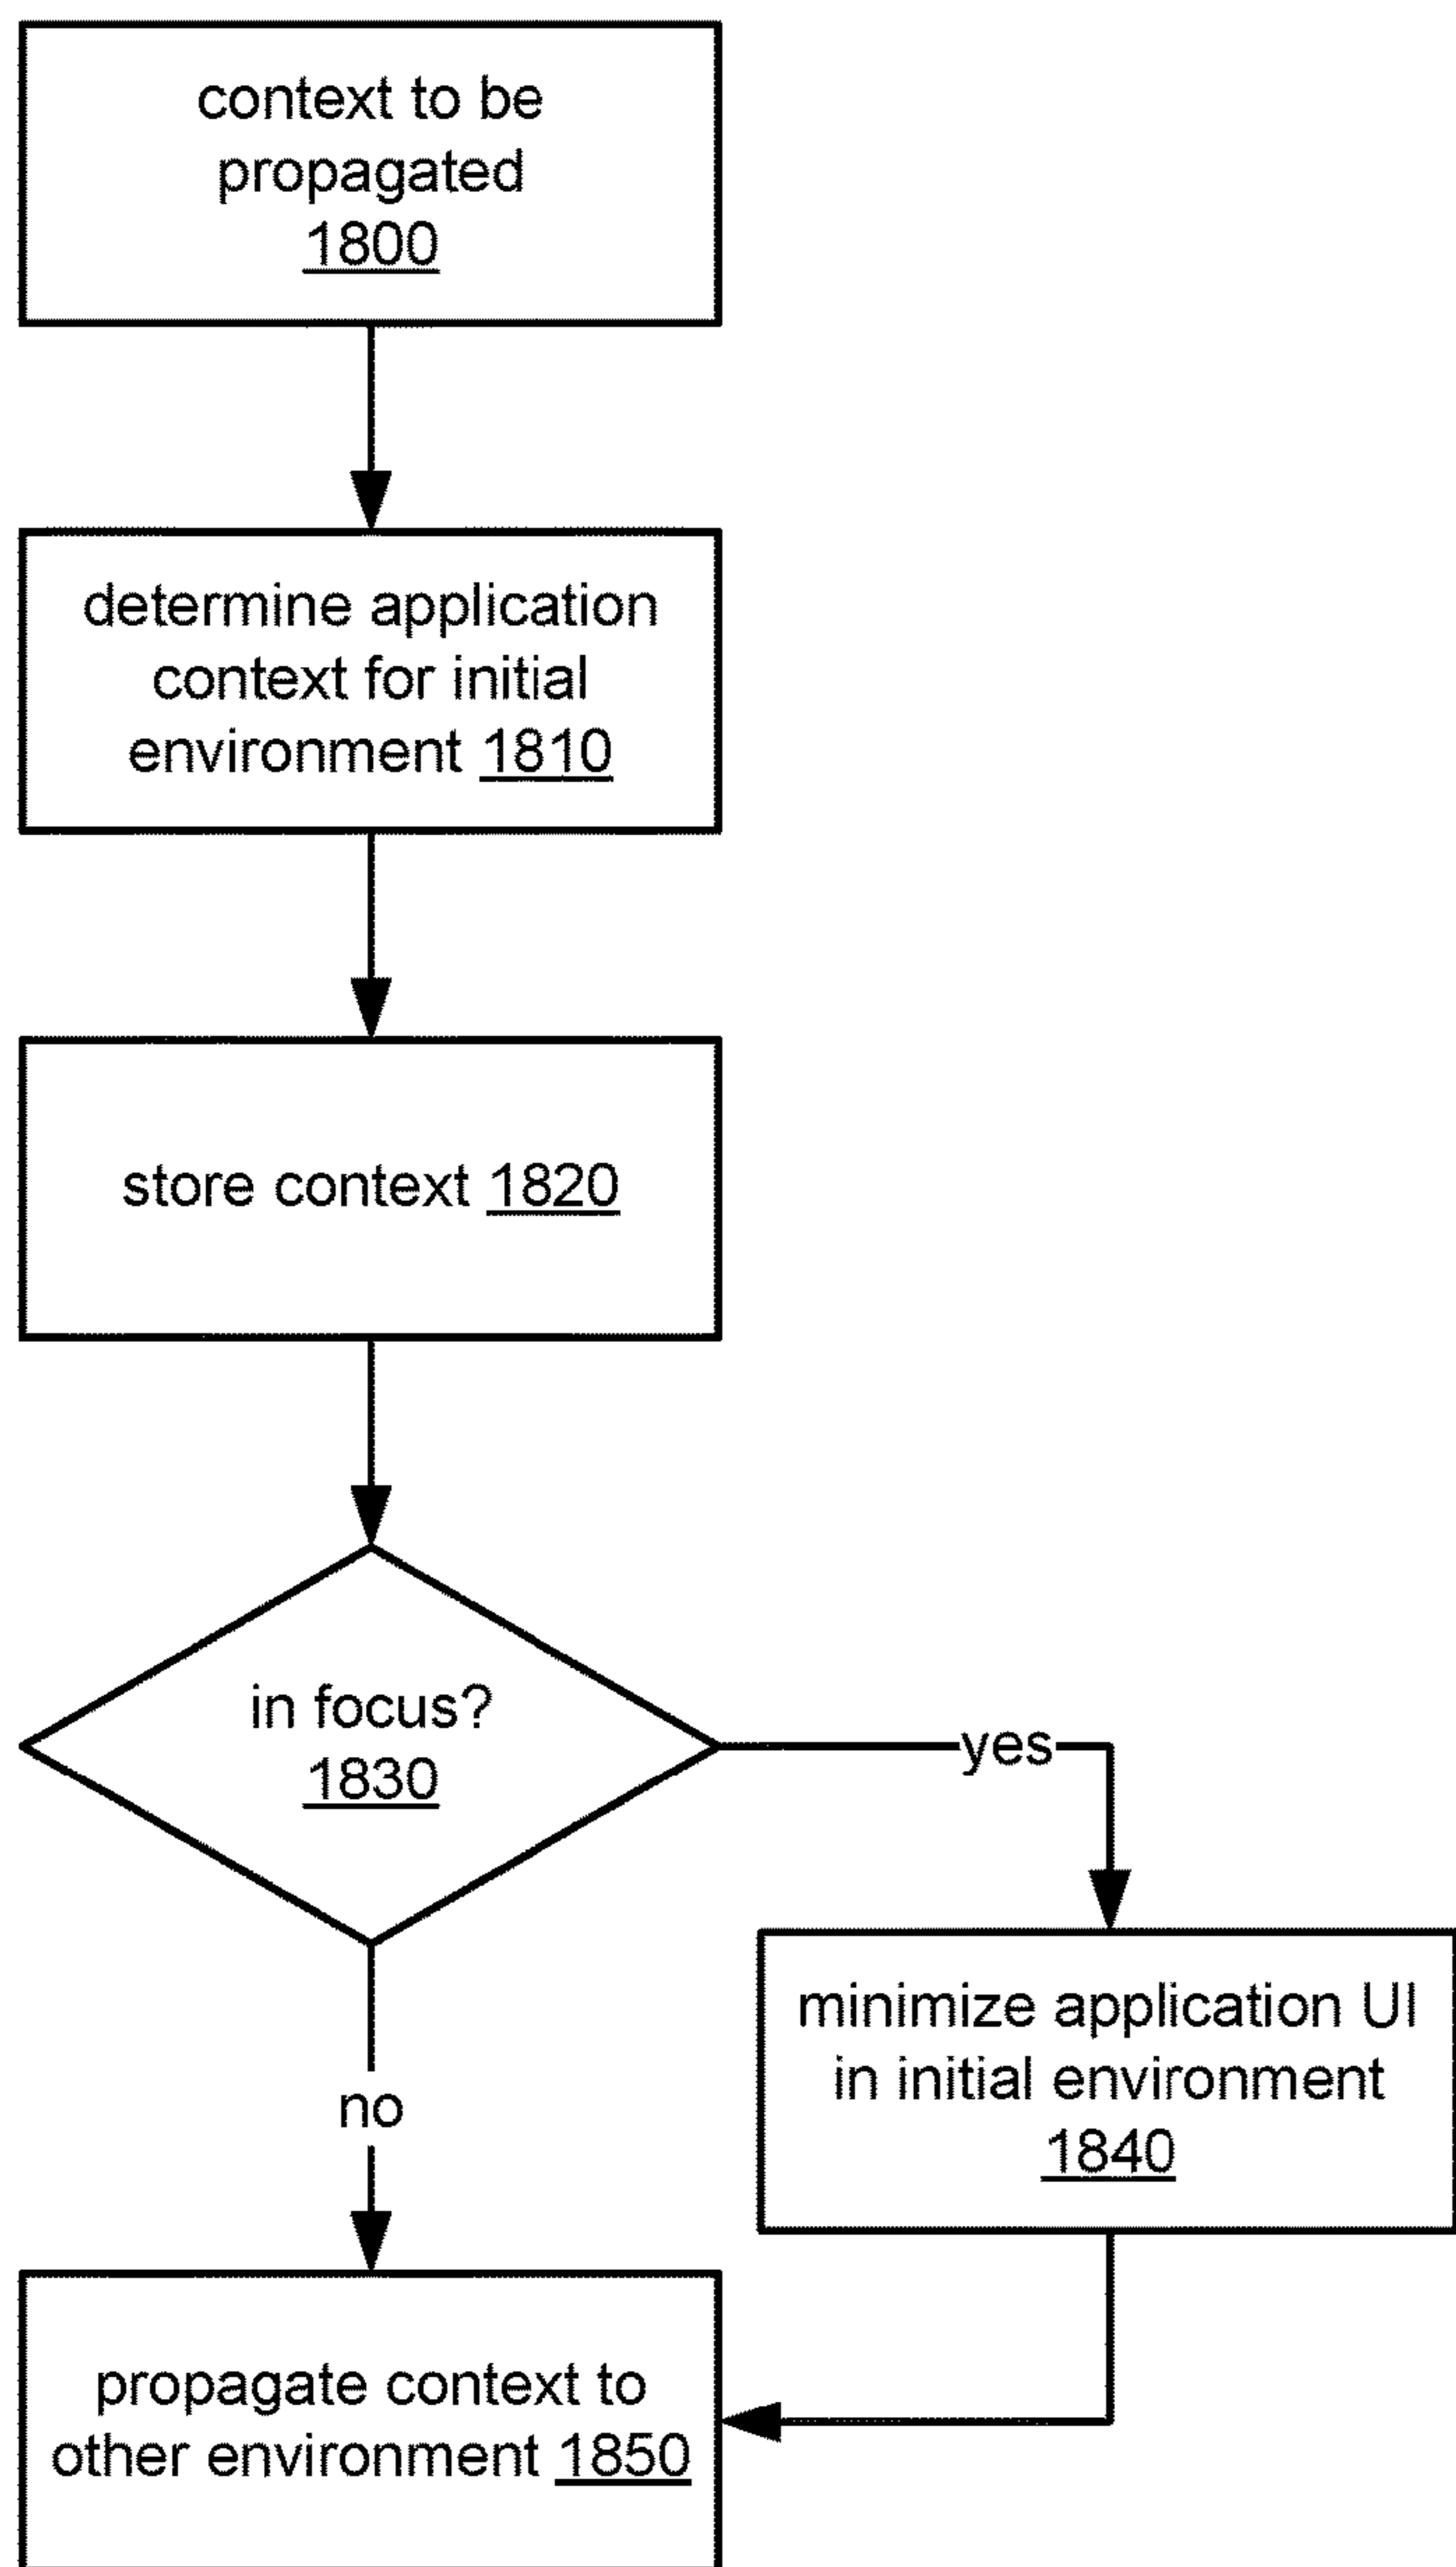 context to be
propagated
1800
determine application
context for initial
environment 1810
store context 1820
in focus?
1830
yes
minimize application UI
in initial environment
1840
no
propagate context to
other environment 1850